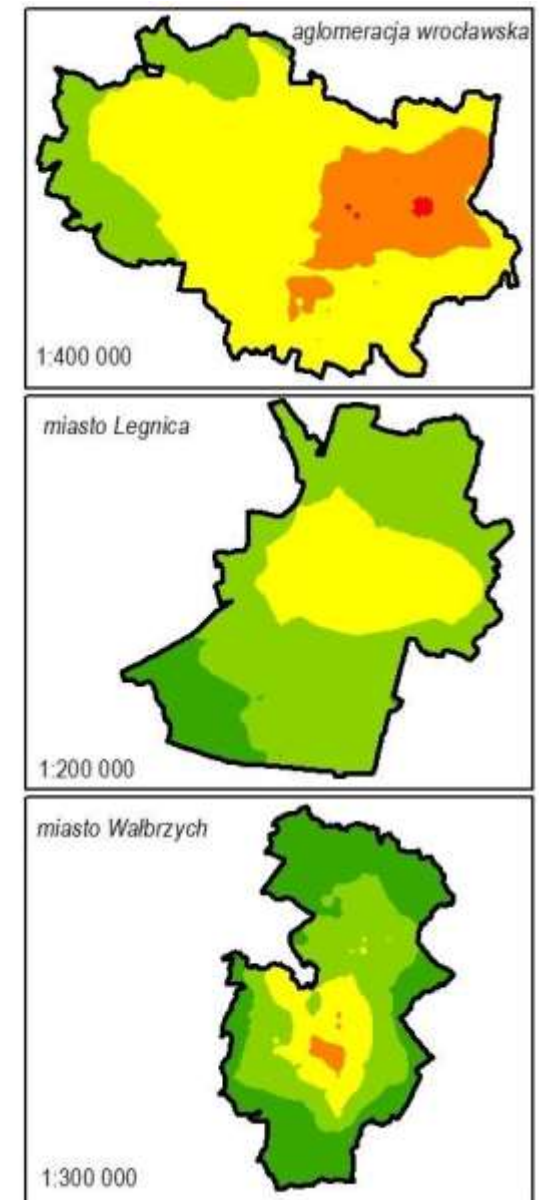 aglomeracja wrocławska
1:400 000
miasto Legnica
1:200 000
miasto Wałbrzych
1:300 000